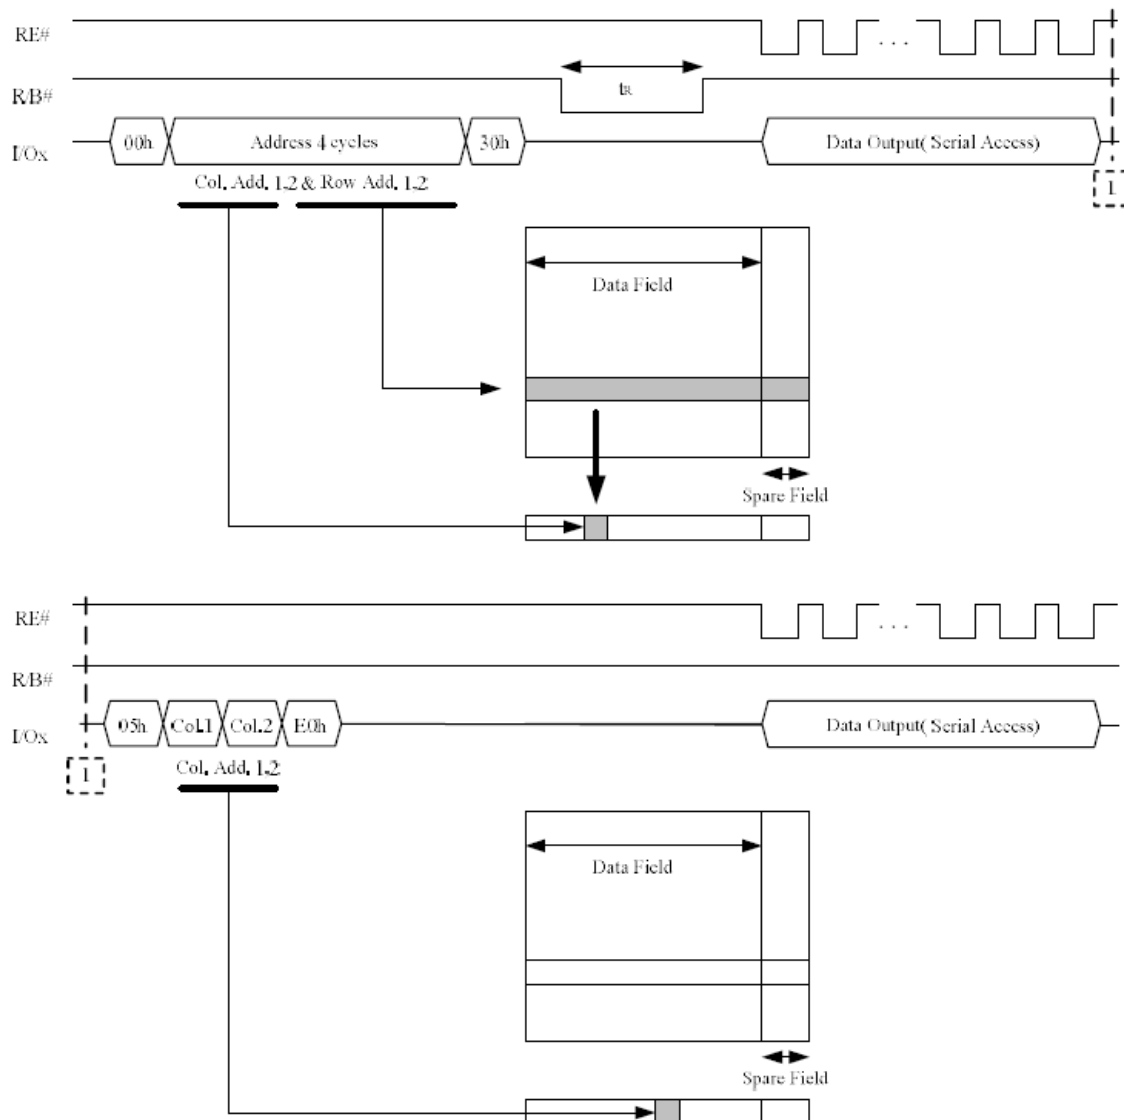 RE#
R/B#
tR
I/Ox
00h
Address 4 cycles
30h
Data Output( Serial Access)
Col. Add. 1-2 & Row Add. 1-2
1
Data Field
Spare Field
RE#
R/B#
I/Ox
05h
Col.1
Col.2
E0h
Data Output( Serial Access)
1
Col. Add. 1-2
Data Field
Spare Field